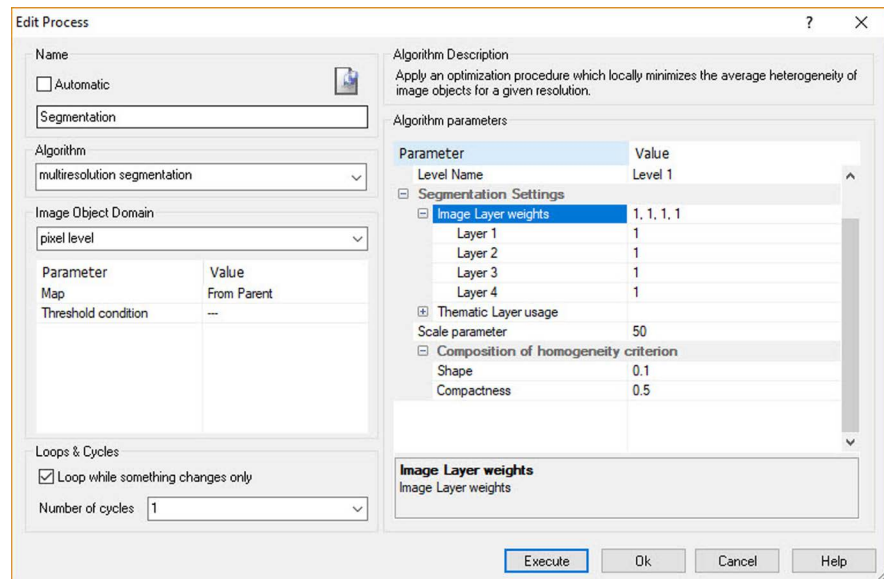 Edit Process
?
Name
Automatic
Segmentation
Algorithm
multiresolution segmentation
Image Object Domain
pixel level
Parameter Value
Map From Parent
Threshold condition ---
Loops & Cycles
Loop while something changes only
Number of cycles 1
Algorithm Description
Apply an optimization procedure which locally minimizes the average heterogeneity of
image objects for a given resolution.
Algorithm parameters
Parameter Value
Level Name Level 1
Segmentation Settings
Image Layer weights 1, 1, 1, 1
Layer 1 1
Layer 2 1
Layer 3 1
Layer 4 1
Thematic Layer usage
Scale parameter 50
Composition of homogeneity criterion
Shape 0.1
Compactness 0.5
Image Layer weights
Image Layer weights
Execute Ok Cancel Help